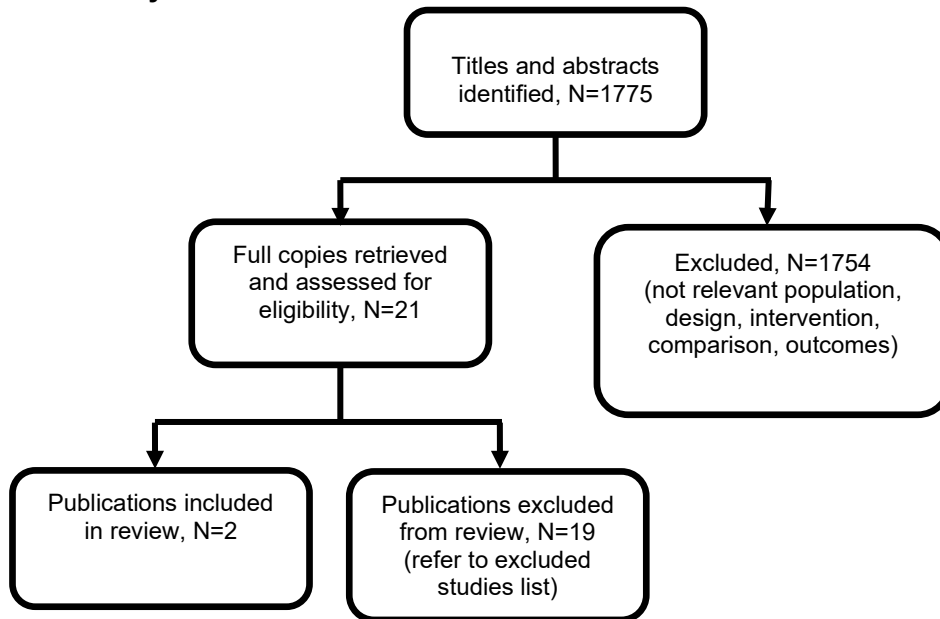 Titles and abstracts
identified, N=1775
Full copies retrieved
and assessed for
eligibility, N=21
Excluded, N=1754
(not relevant population,
design, intervention,
comparison, outcomes)
Publications included
in review, N=2
Publications excluded
from review, N=19
(refer to excluded
studies list)